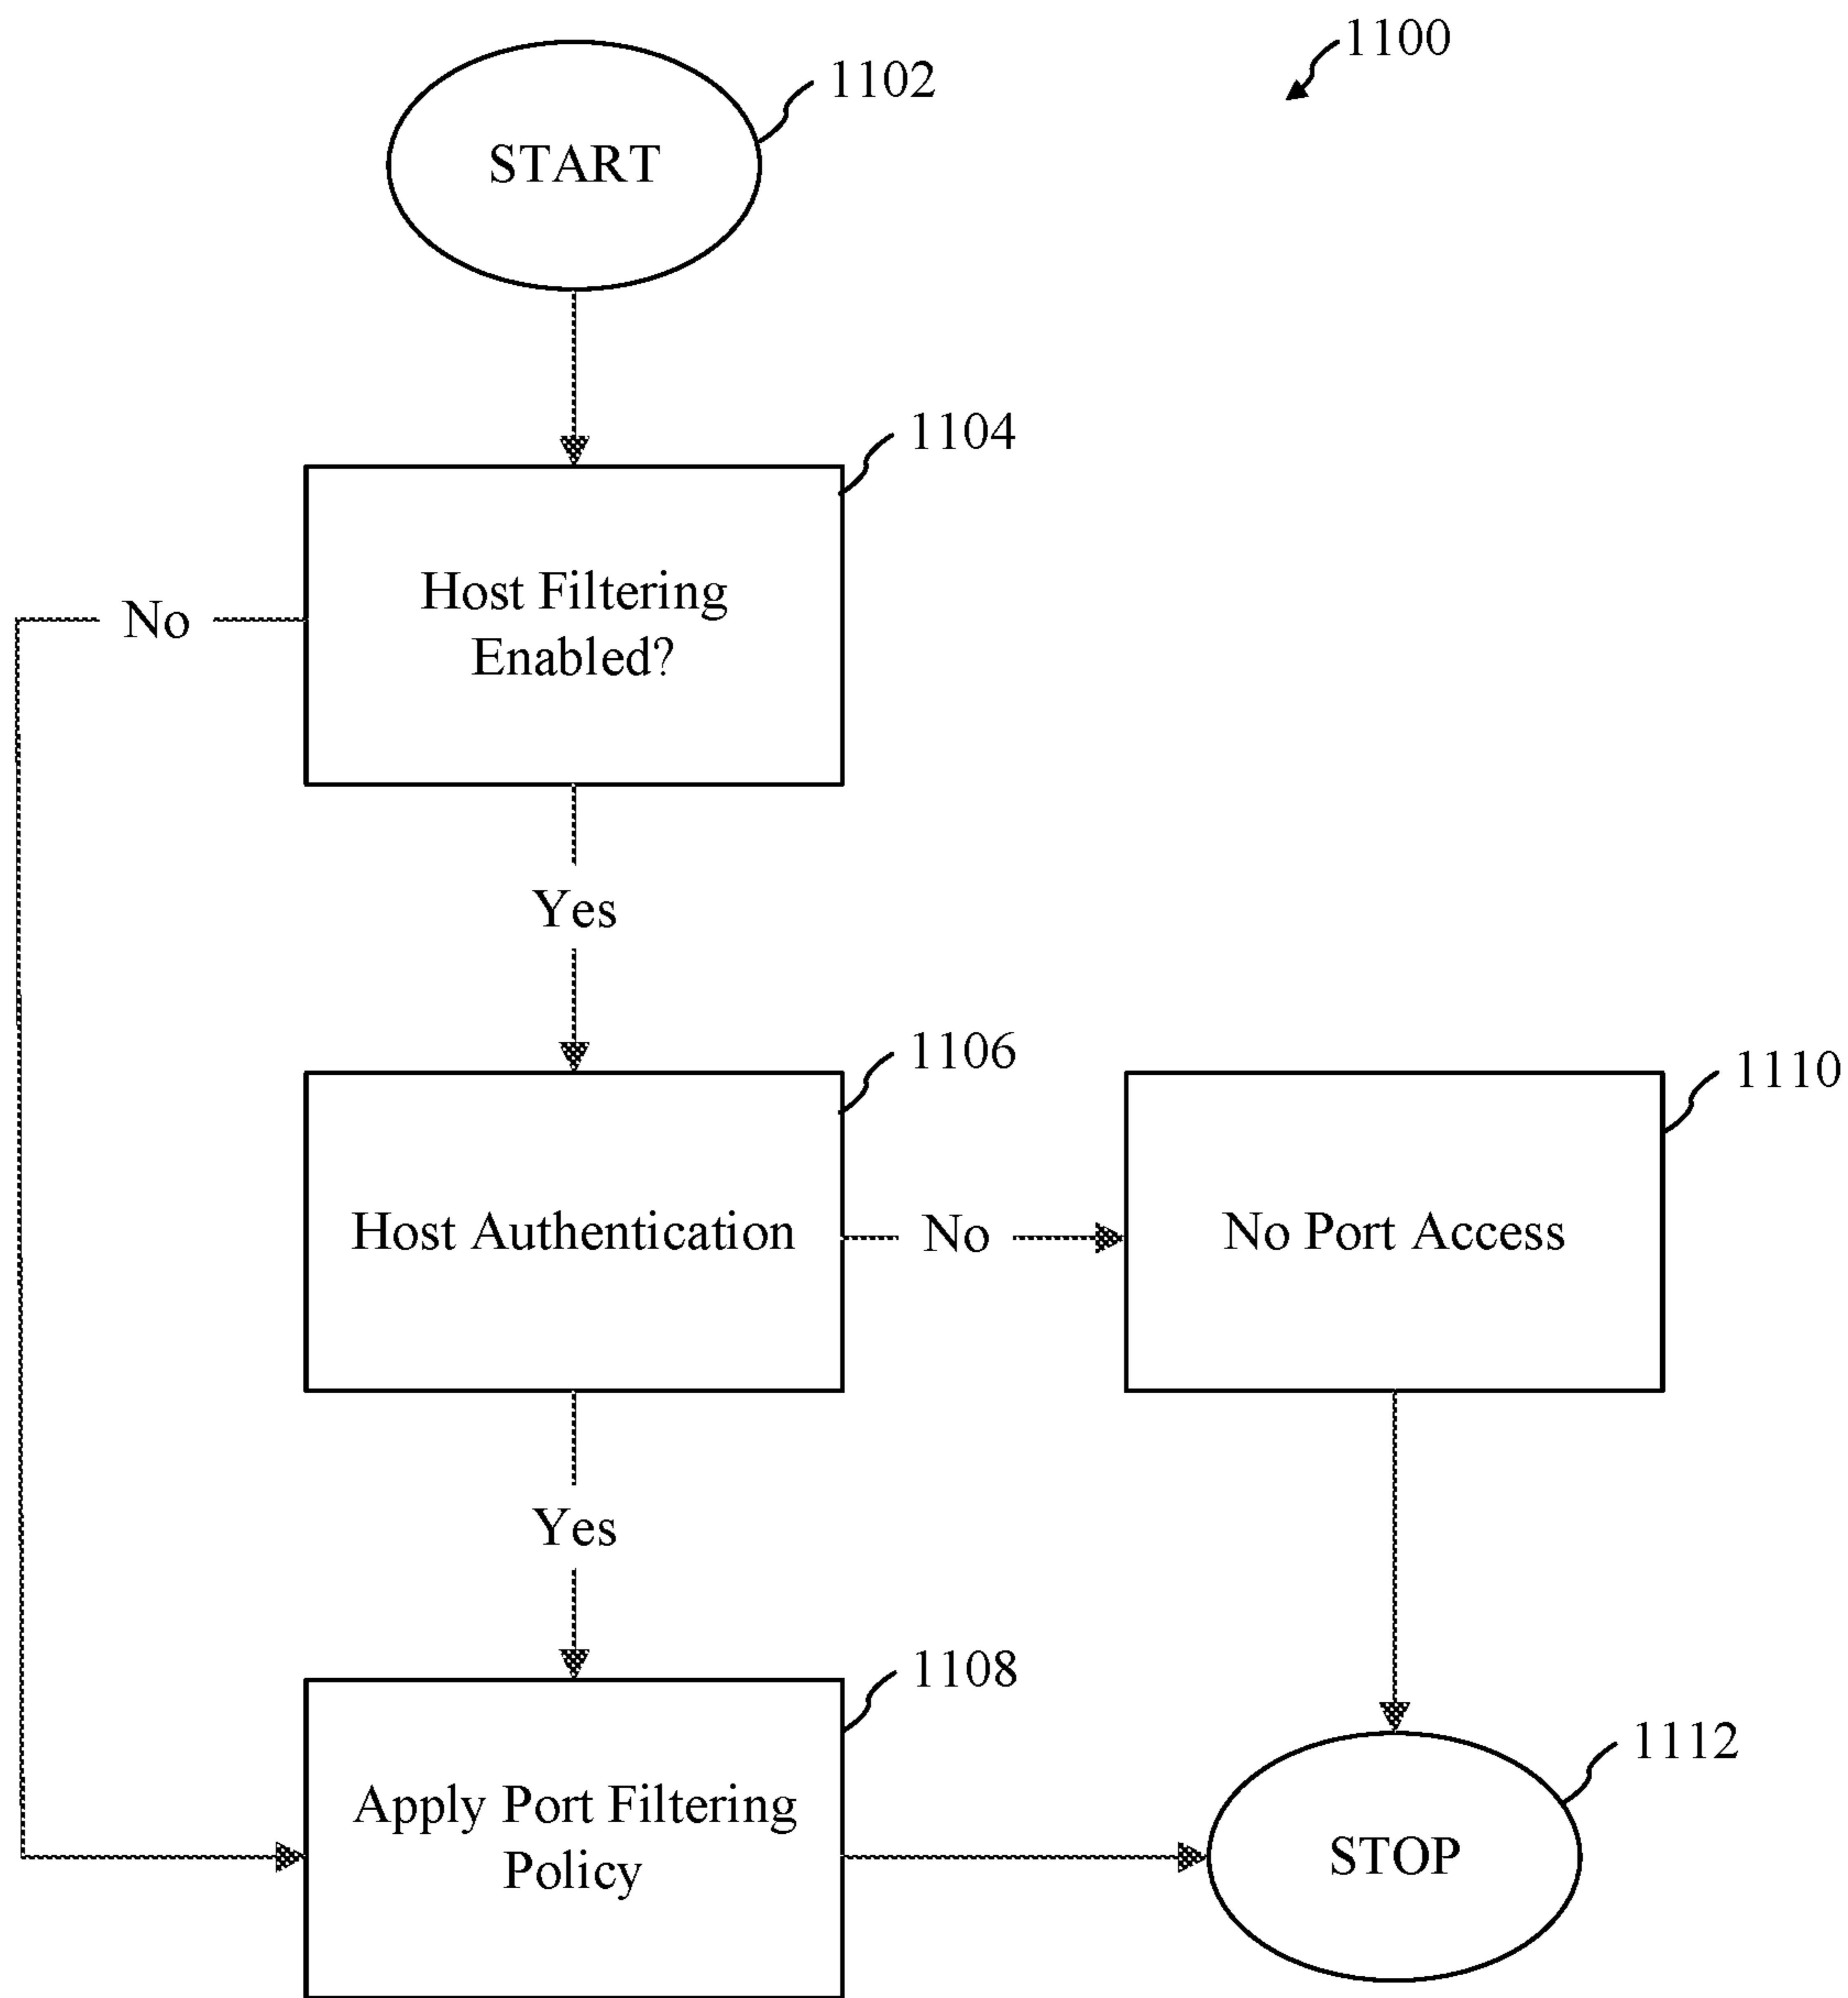 1100
1102
START
1104
Host Filtering
Enabled?
No
Yes
1106
1110
Host Authentication
No
No Port Access
Yes
1108
1112
Apply Port Filtering
Policy
STOP